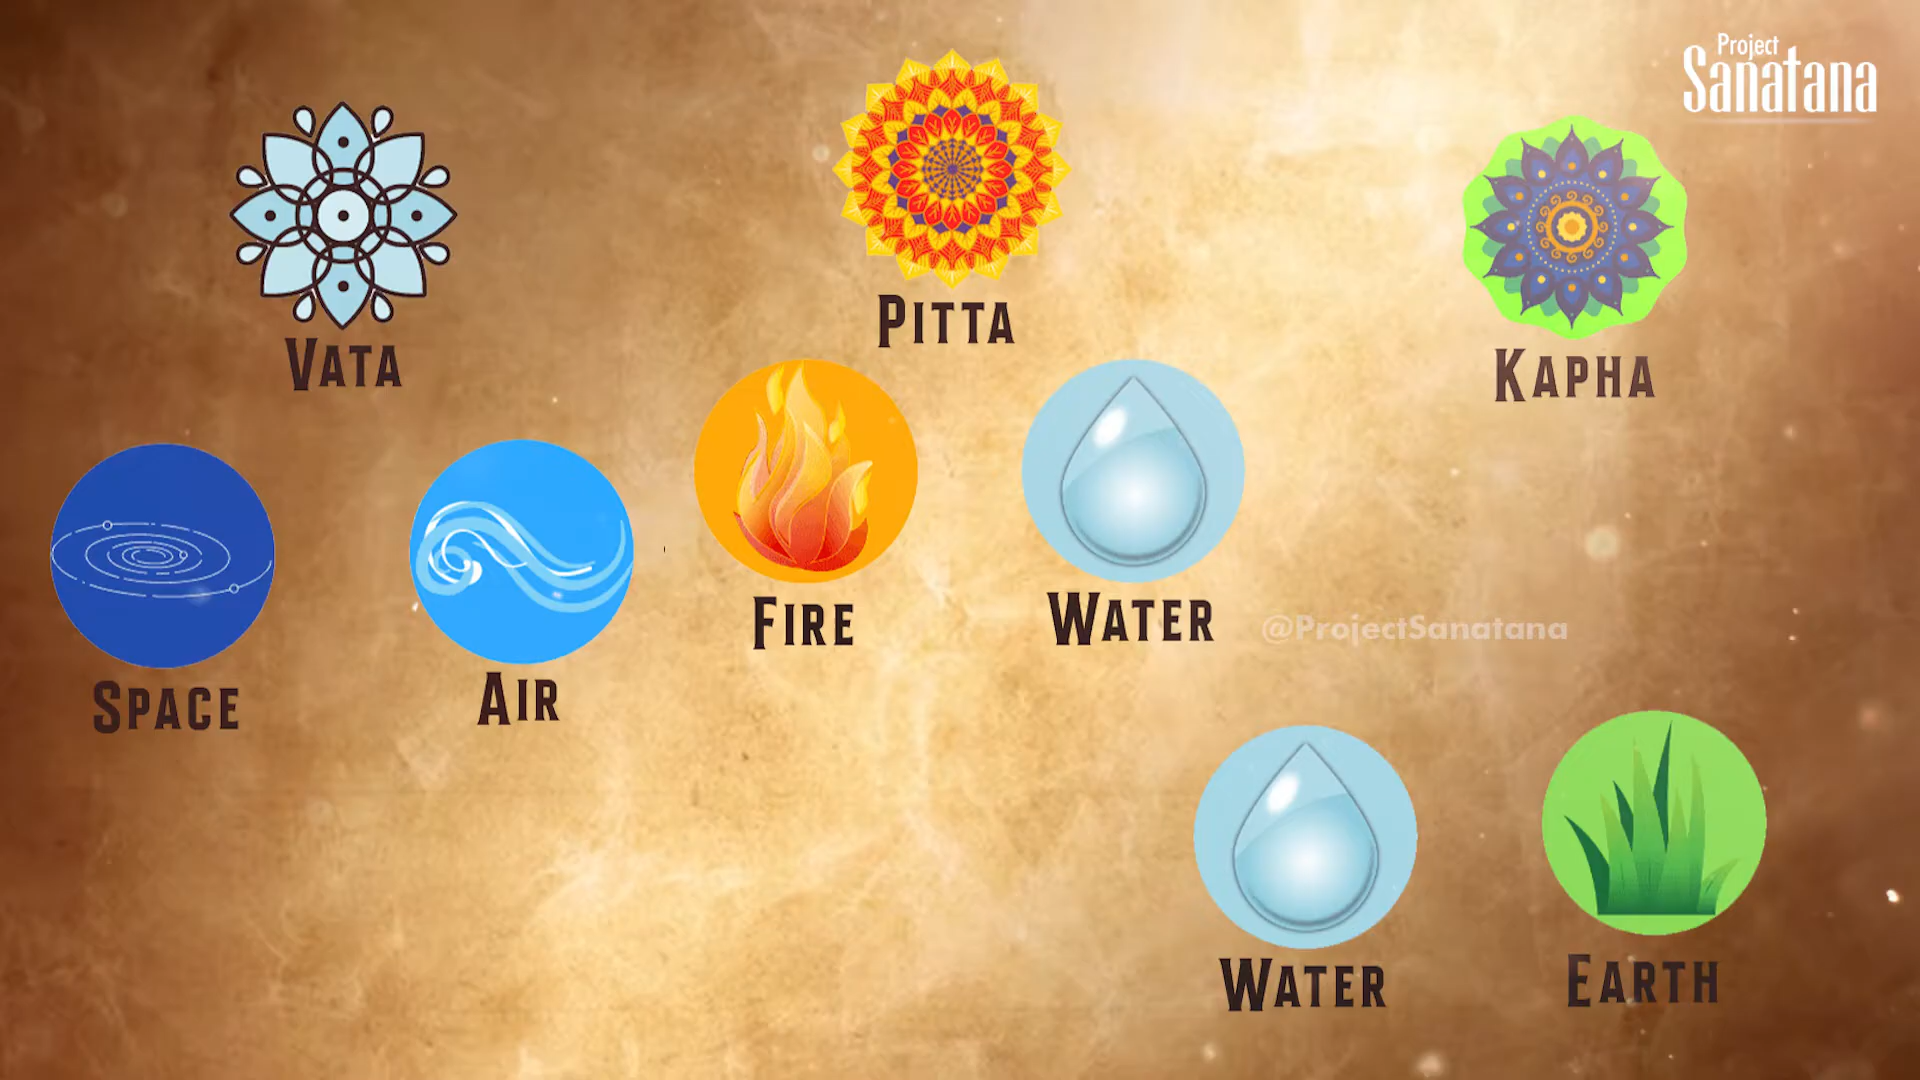 Project
Sanatana
Vata
Pitta
Kapha
Space
Air
Fire
Water
@ProjectSanatana
Water
Earth